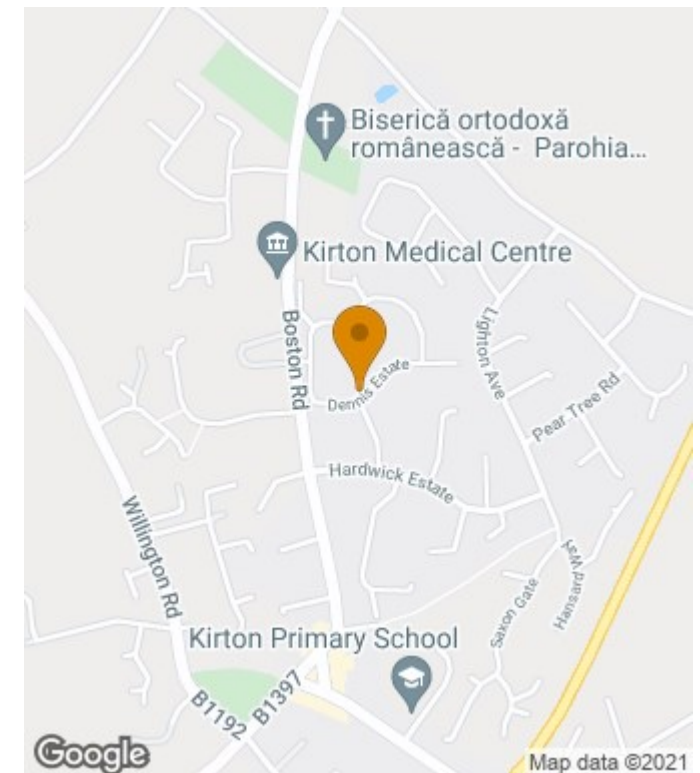 Biserică ortodoxă
românească - Parohia...
Kirton Medical Centre
Boston Rd
Lighton Ave
Dennis Estate
Pear Tree Rd
Hardwick Estate
Willington Rd
Hansard Way
Saxon Gate
Kirton Primary School
B1397
B1192
Google
Map data ©2021